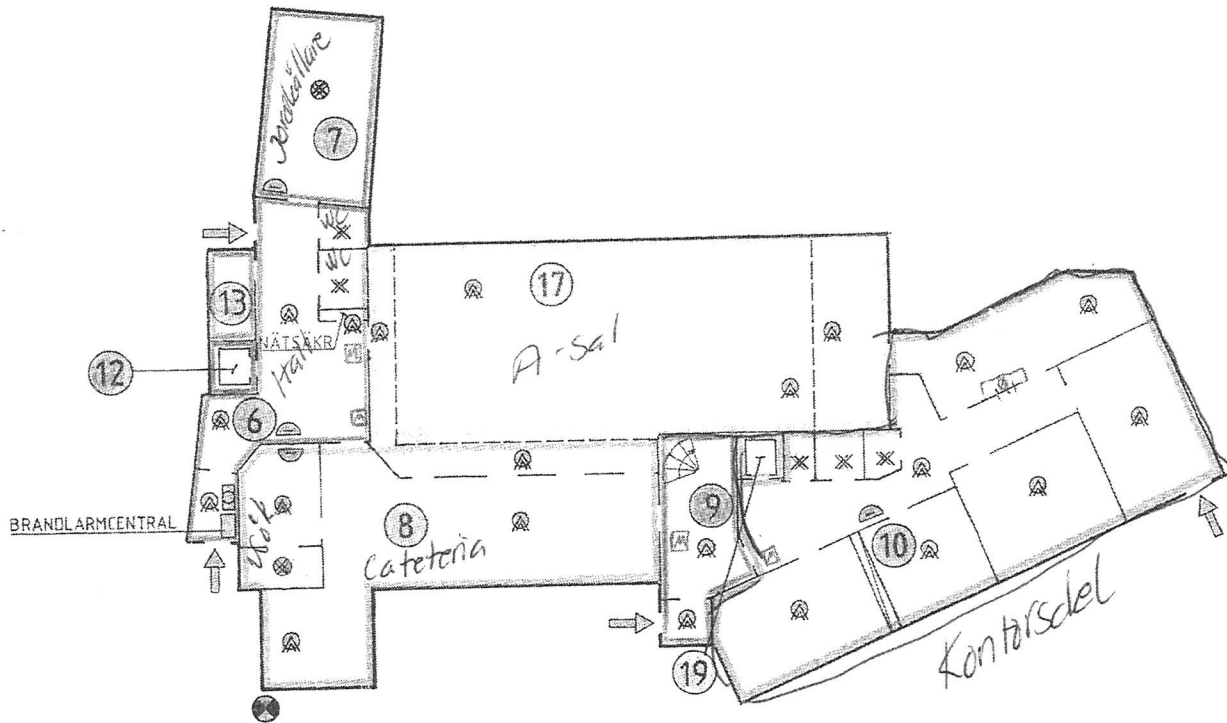 Jordkällare
7
WC
WC
17
13
NÄTSÄKR
A-sal
12
Hall
6
9
8
10
BRANDLARMCENTRAL
Kök
Cafeteria
Kontorsdel
19